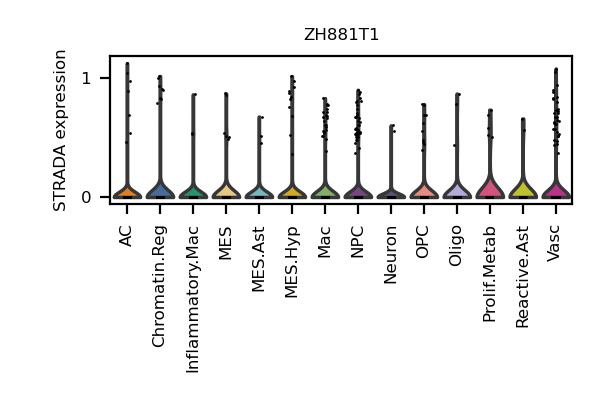 ZH881T1
STRADA expression
1
0
AC
Chromatin.Reg
Inflammatory.Mac
MES
MES.Ast
MES.Hyp
Mac
NPC
Neuron
OPC
Oligo
Prolif.Metab
Reactive.Ast
Vasc